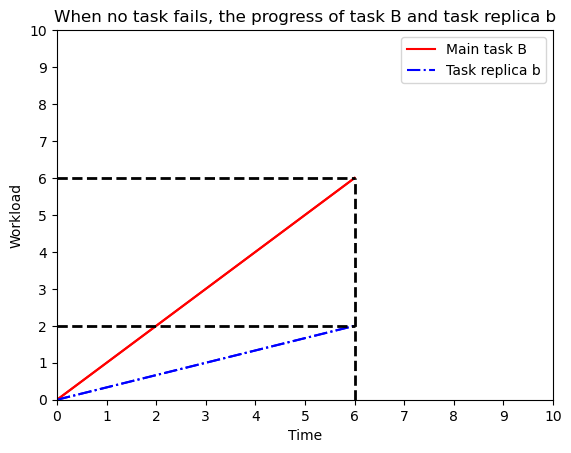 When no task fails, the progress of task B and task replica b
Main task B
Task replica b
10
9
8
7
6
5
4
3
2
1
0
Workload
0 1 2 3 4 5 6 7 8 9 10
Time